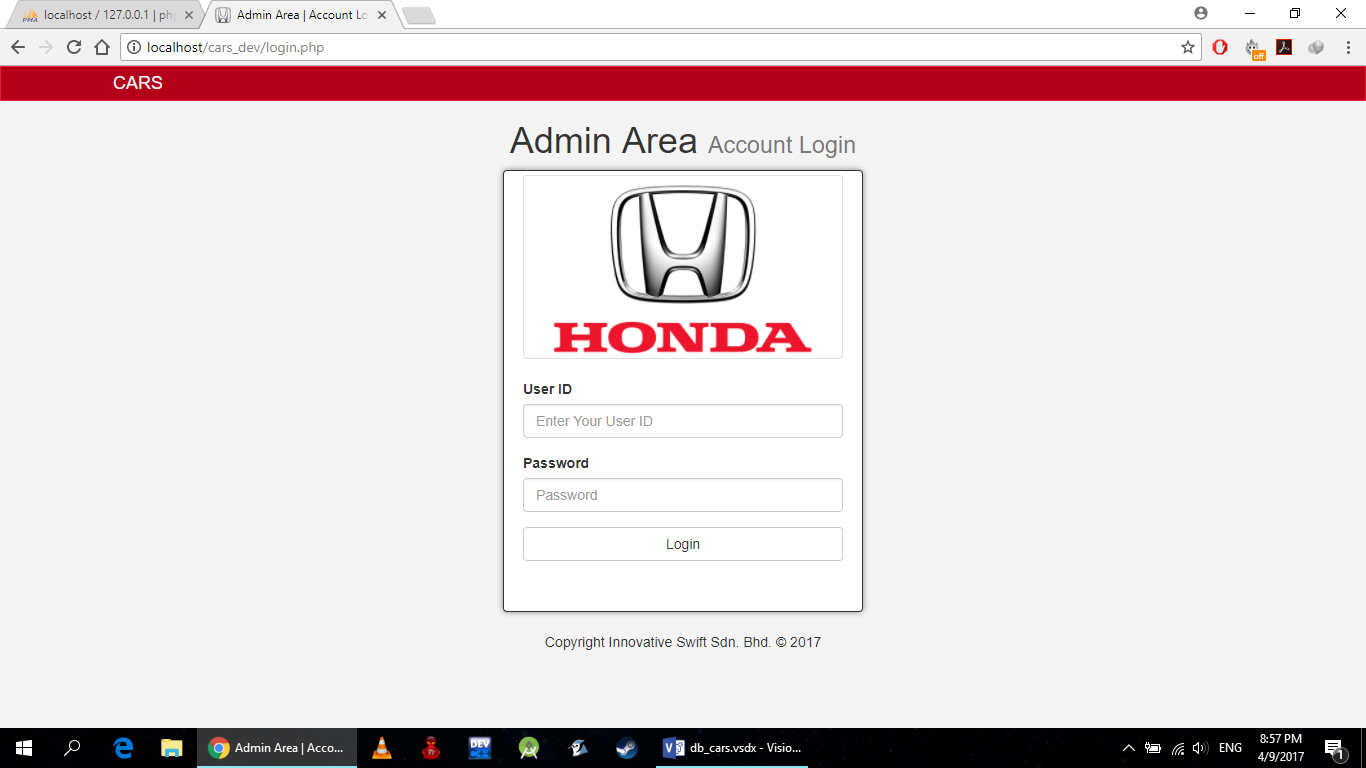 localhost / 127.0.0.1 | ph
Admin Area | Account Lo
localhost/cars_dev/login.php
off
CARS
Admin Area Account Login
HONDA
User ID
Enter Your User ID
Password
Password
Login
Copyright Innovative Swift Sdn. Bhd. © 2017
DEV
Admin Area | Acco...
db_cars.vsdx - Visio...
ENG
8:57 PM
4/9/2017
1